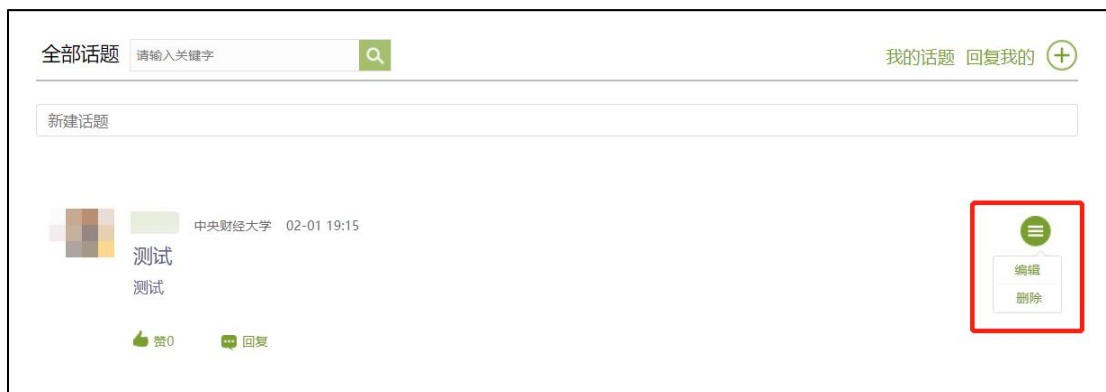 全部话题 请输入关键字 我的话题 回复我的
新建话题
中央财经大学 02-01 19:15
测试
测试
编辑
删除
赞0 回复